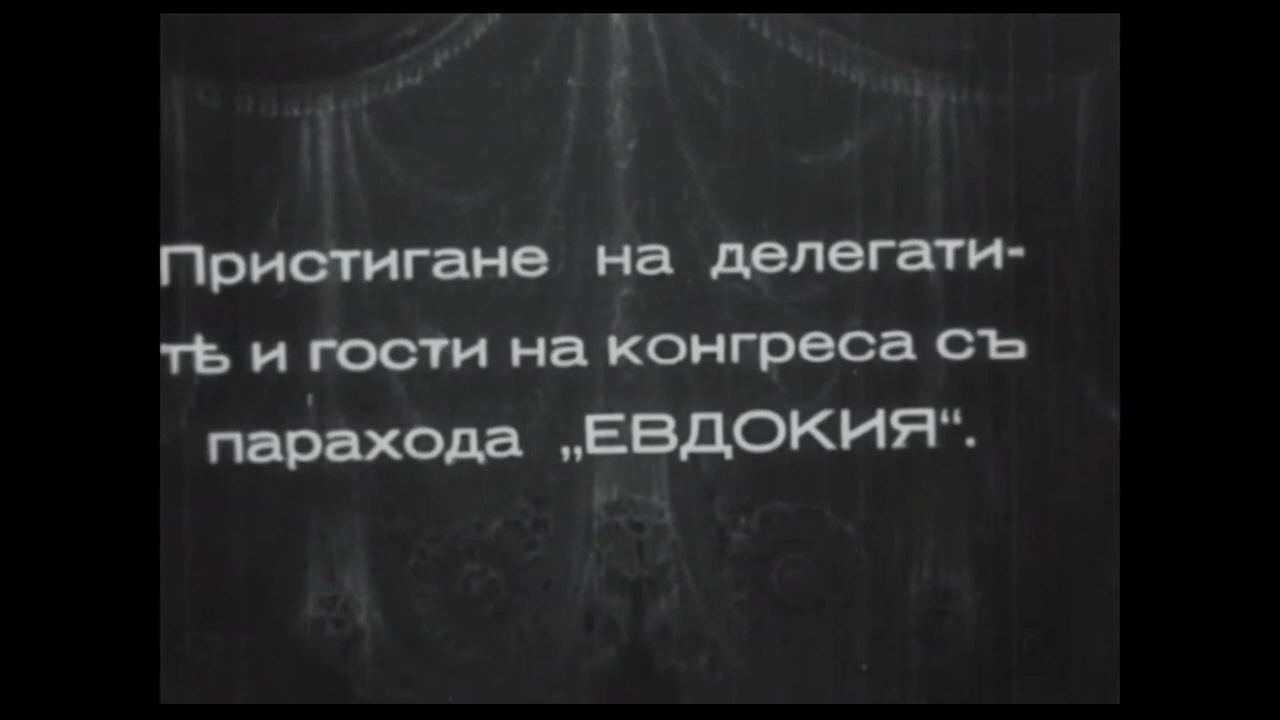 Пристигане на делегати-
тѣ и гости на конгреса съ
парахода „ЕВДОКИЯ“.